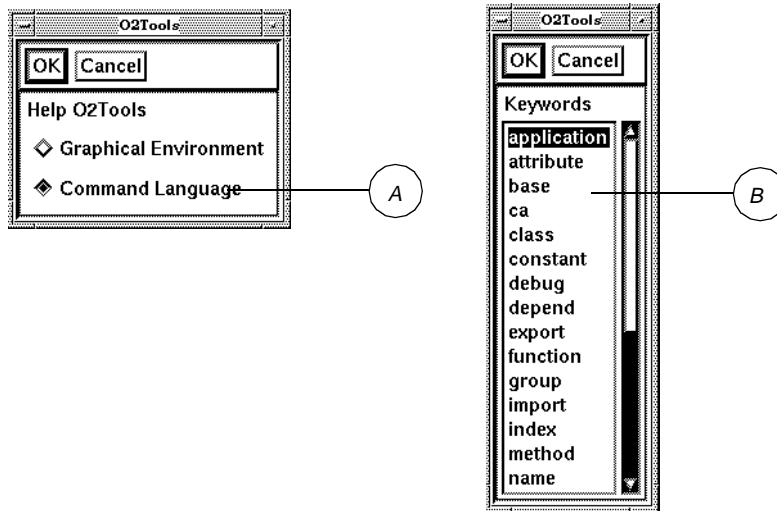 O2Tools
OK Cancel
Help O2Tools
Graphical Environment
Command Language
A
O2Tools
OK Cancel
Keywords
application
attribute
base
ca
class
constant
debug
depend
export
function
group
import
index
method
name
B